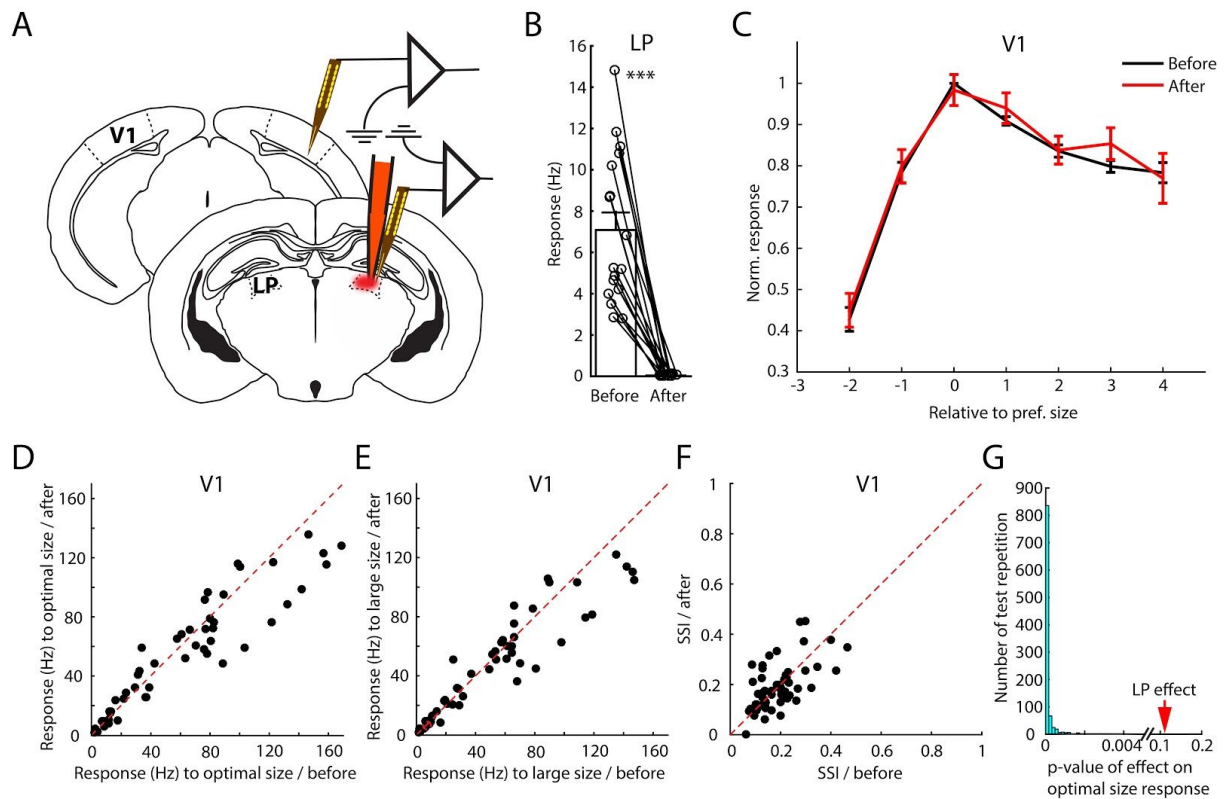 A
V1
LP
B
LP
***
16
14
12
10
8
6
4
2
0
Response (Hz)
Before After
C
V1
Before
After
1
0.9
0.8
0.7
0.6
0.5
0.4
0.3
Norm. response
-3 -2 -1 0 1 2 3 4
Relative to pref. size
D
V1
Response (Hz) to optimal size / after
160
120
80
40
0
0 40 80 120 160
Response (Hz) to optimal size / before
E
V1
Response (Hz) to large size / after
160
120
80
40
0
0 40 80 120 160
Response (Hz) to large size / before
F
V1
SSI / after
1
0.8
0.6
0.4
0.2
0
0 0.2 0.4 0.6 0.8 1
SSI / before
G
Number of test repetition
900
800
700
600
500
400
300
200
100
0
LP effect
0 0.004 0.1 0.2
p-value of effect on
optimal size response